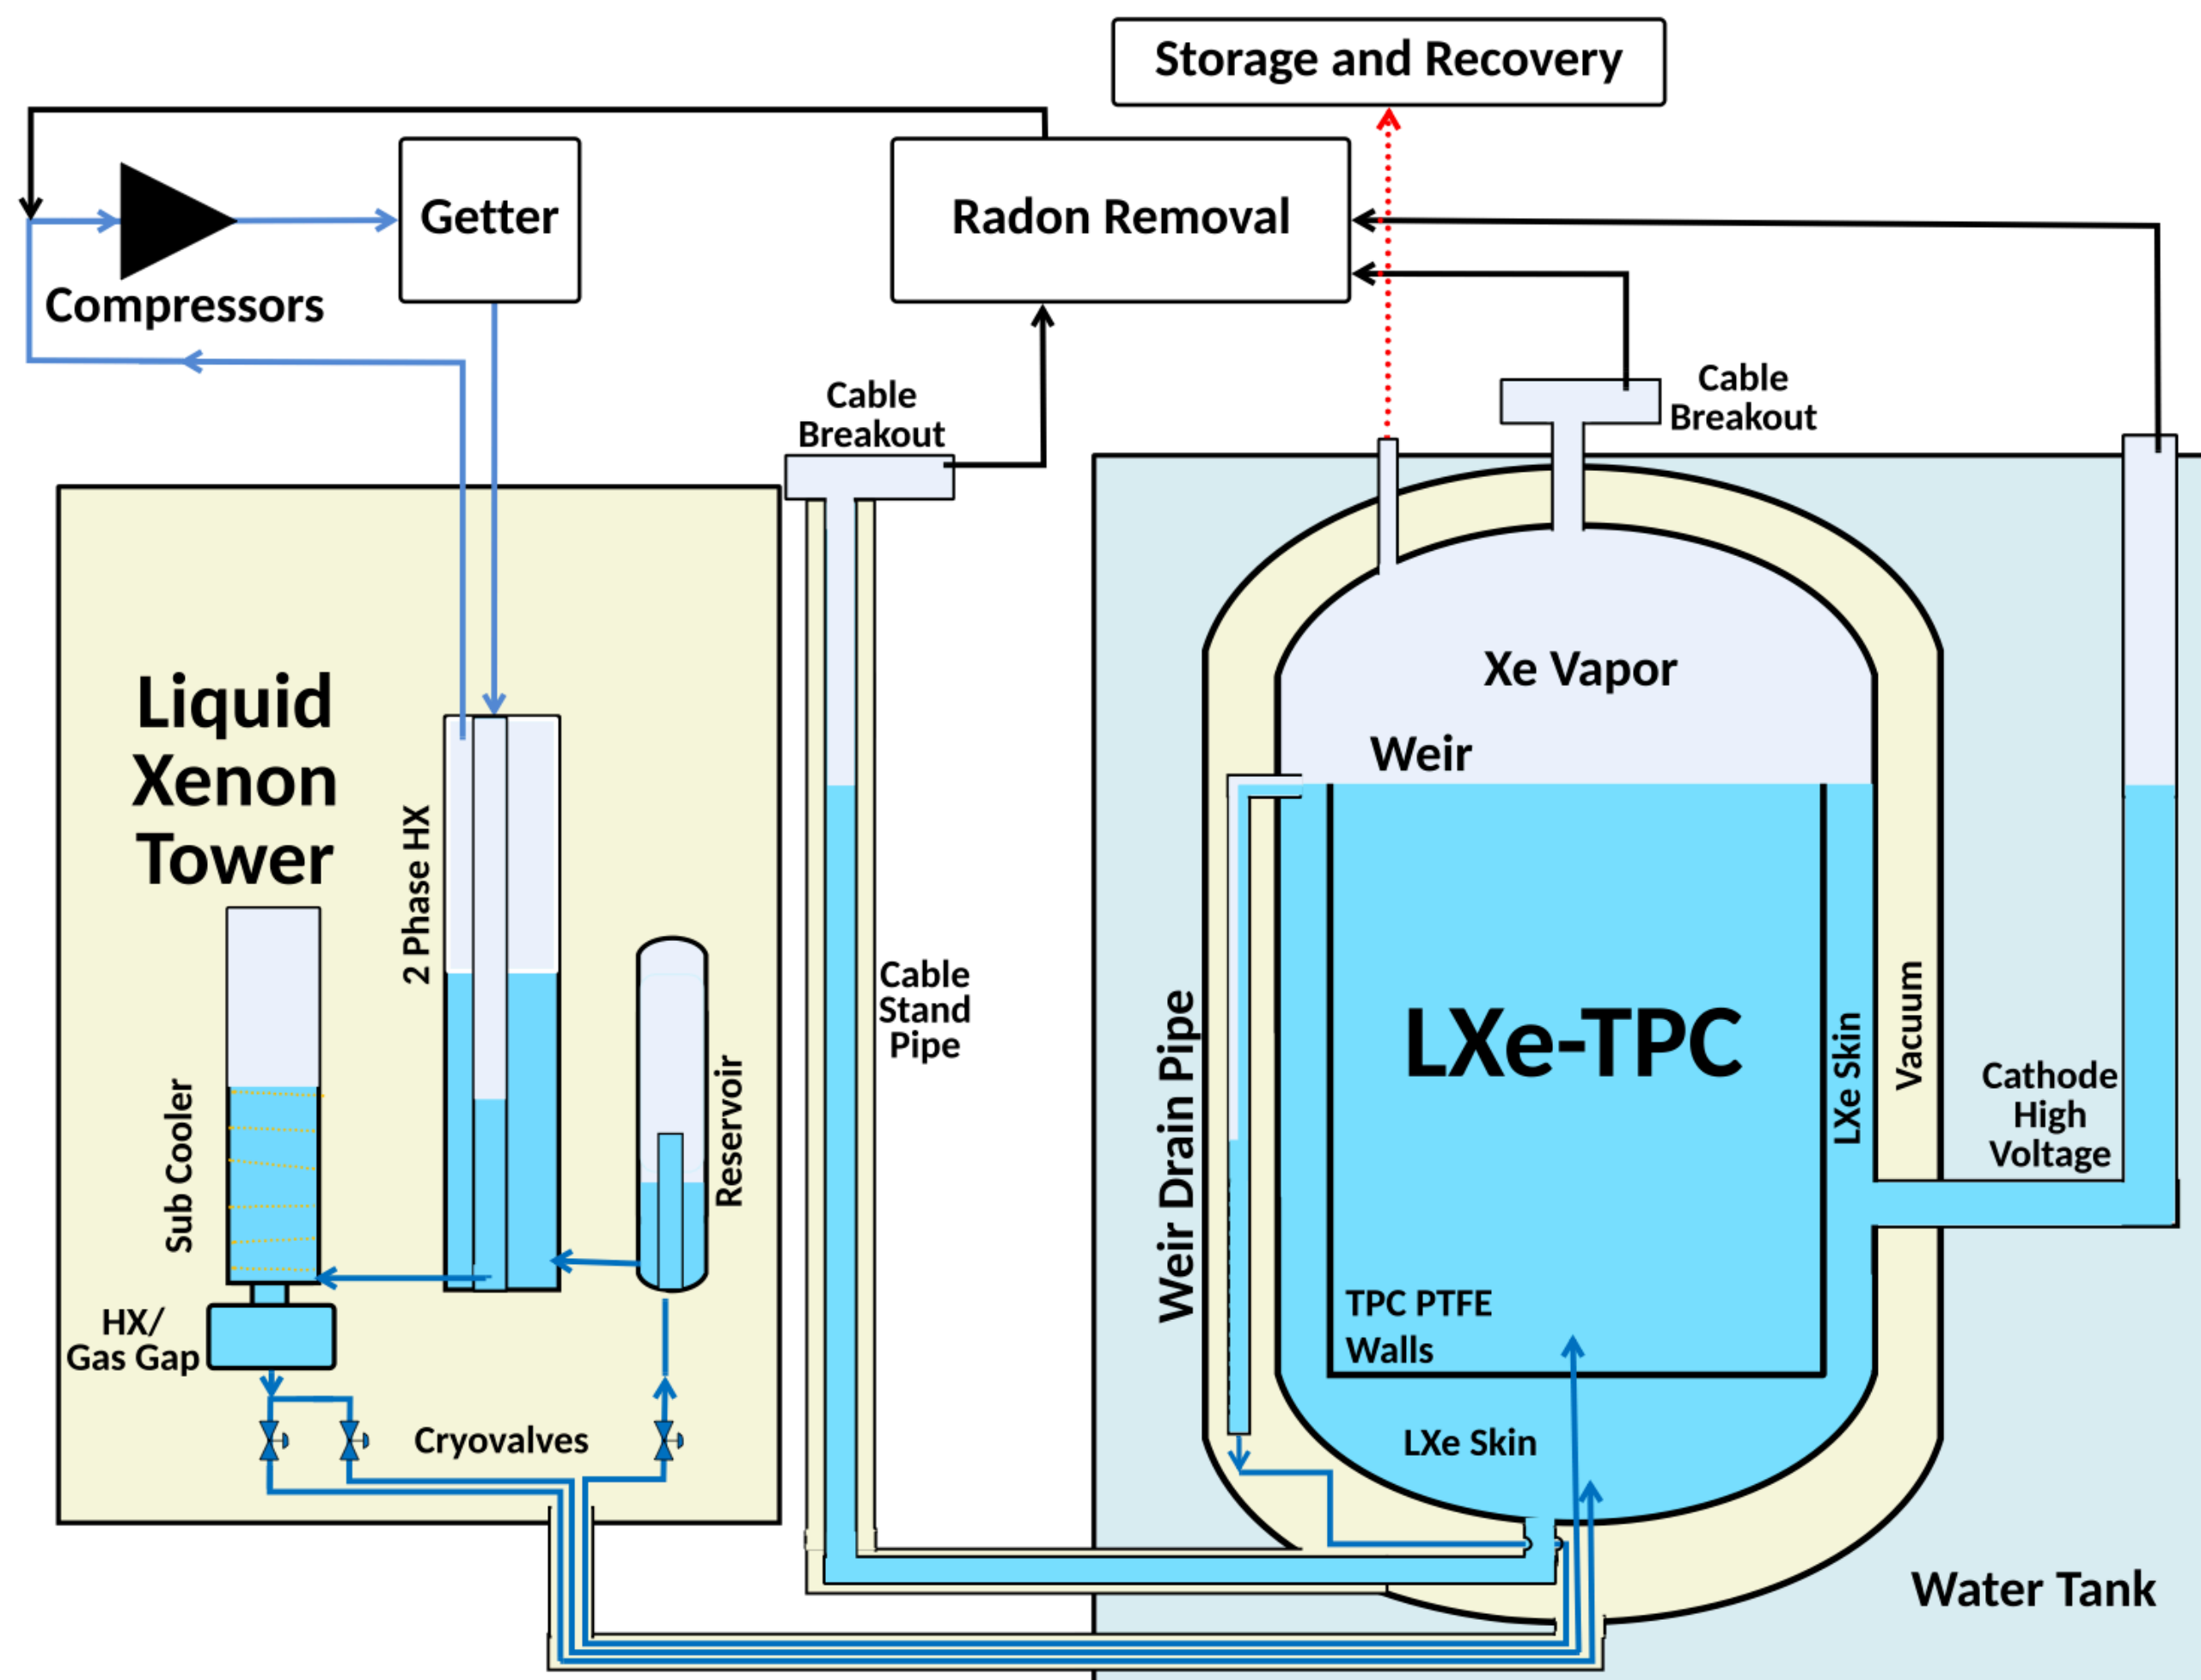 Storage and Recovery
Getter
Radon Removal
Compressors
Cable
Breakout
Cable
Breakout
Liquid
Xenon
Tower
2 Phase HX
Sub Cooler
Reservoir
HX/
Gas Gap
Cryovalves
Cable
Stand
Pipe
Xe Vapor
Weir
Weir Drain Pipe
LXe-TPC
LXe Skin
Vacuum
Cathode
High
Voltage
TPC PTFE
Walls
LXe Skin
Water Tank